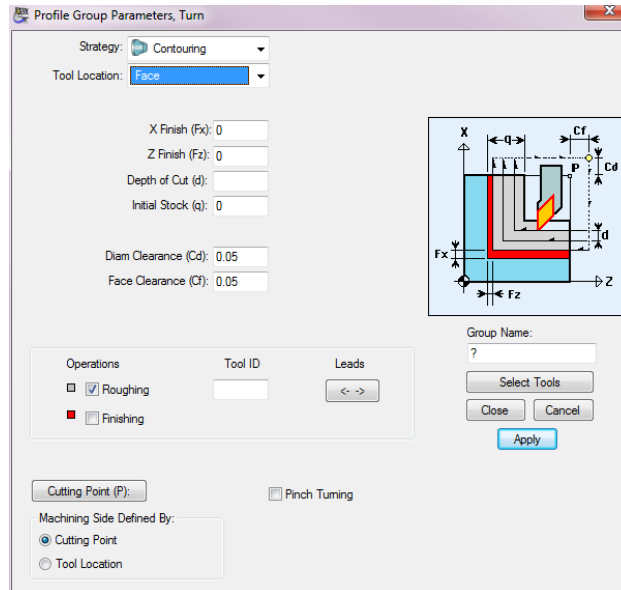 Profile Group Parameters, Turn
Strategy: Contouring
Tool Location: Face
X Finish (Fx): 0
Z Finish (Fz): 0
Depth of Cut (d):
Initial Stock (q): 0
Diam Clearance (Cd): 0.05
Face Clearance (Cf): 0.05
X q Cf
P Cd
d
Fx
Z
Fz
Group Name:
?
Operations Tool ID Leads
Roughing <- ->
Finishing
Select Tools
Close Cancel
Apply
Cutting Point (P): Pinch Turning
Machining Side Defined By:
Cutting Point
Tool Location